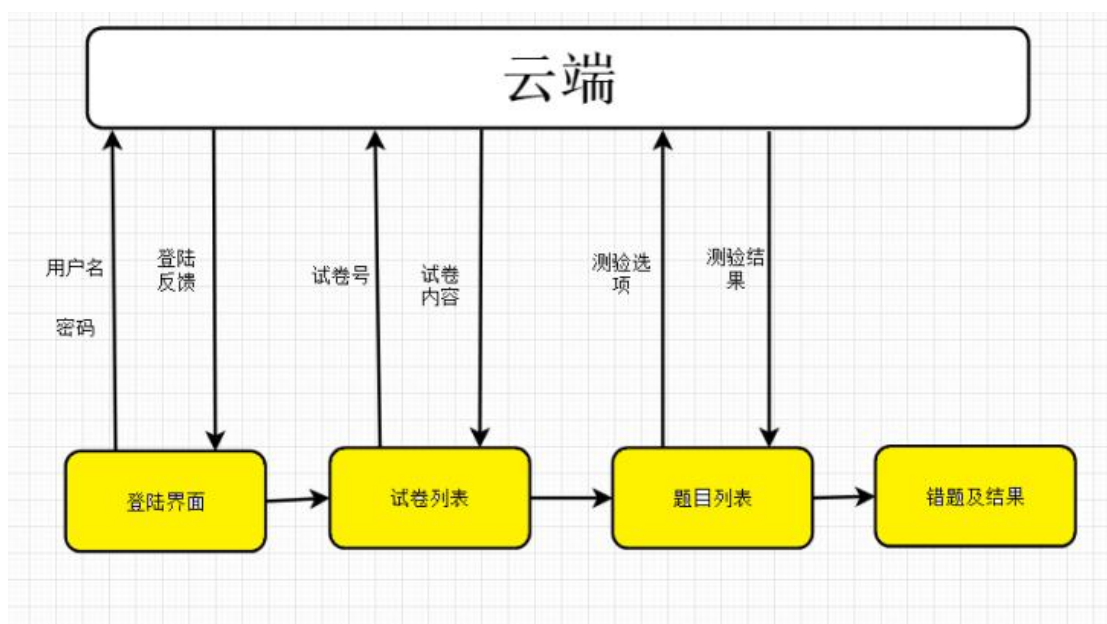 云端
用户名
密码
登陆
反馈
试卷号
试卷
内容
测验选
项
测验结
果
登陆界面
试卷列表
题目列表
错题及结果